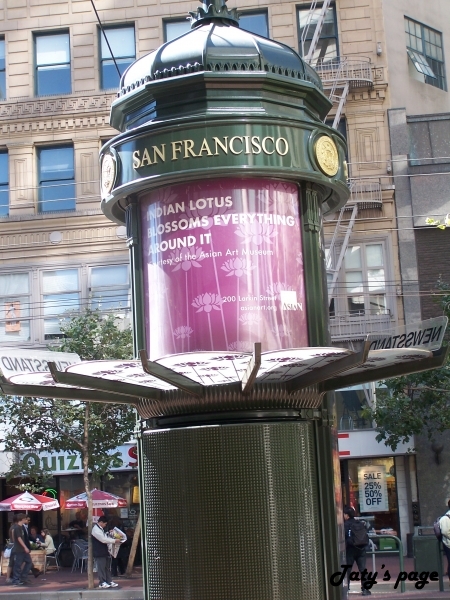 SAN FRANCISCO
INDIAN LOTUS
BLOSSOMS EVERYTHING
AROUND IT
of the Asian Art Museum
200 Larkin Street
ASIAN
NEWSSTAND
NEWSSTAND
Quiznos
SALE
25%
50%
OFF
Jaty's page